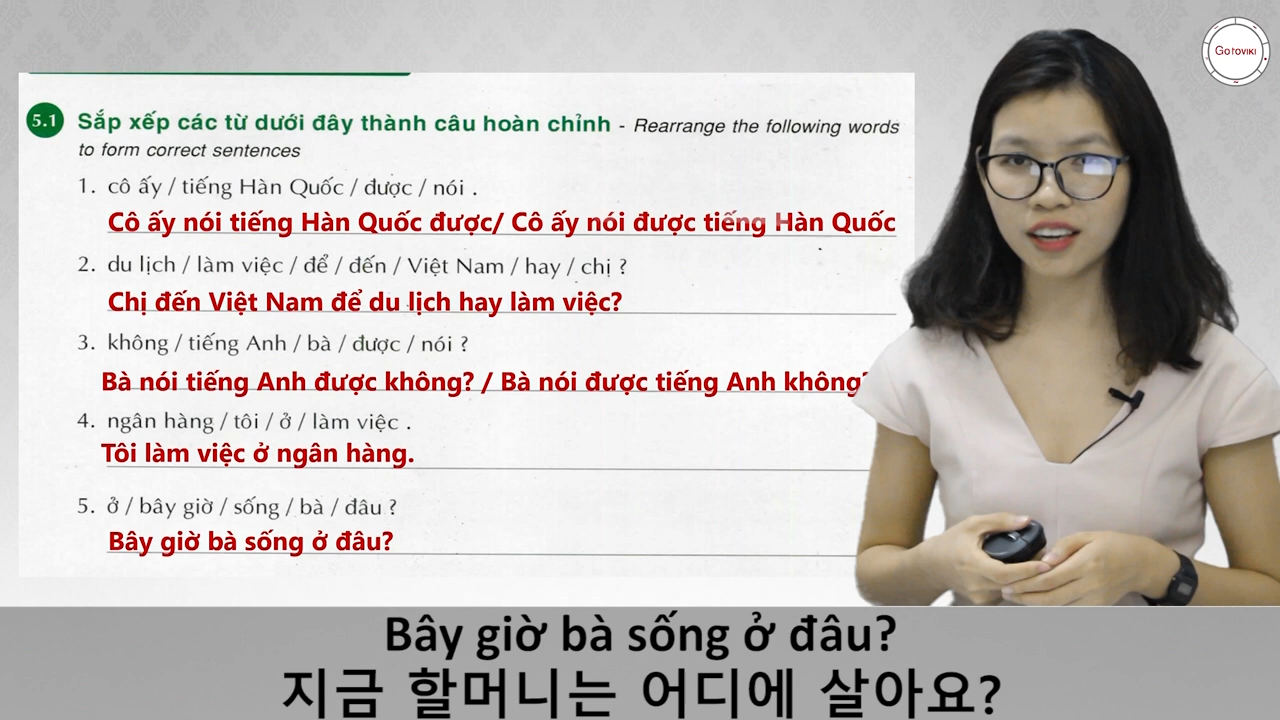 GOTOVIKI
5.1 Sắp xếp các từ dưới đây thành câu hoàn chỉnh - Rearrange the following words
to form correct sentences
1. cô ấy / tiếng Hàn Quốc / được / nói .
Cô ấy nói tiếng Hàn Quốc được/ Cô ấy nói được tiếng Hàn Quốc
2. du lịch / làm việc / để / đến / Việt Nam / hay / chị ?
Chị đến Việt Nam để du lịch hay làm việc?
3. không / tiếng Anh / bà / được / nói ?
Bà nói tiếng Anh được không? / Bà nói được tiếng Anh không?
4. ngân hàng / tôi / ở / làm việc .
Tôi làm việc ở ngân hàng.
5. ở / bây giờ / sống / bà / đâu ?
Bây giờ bà sống ở đâu?
Bây giờ bà sống ở đâu?
지금 할머니는 어디에 살아요?